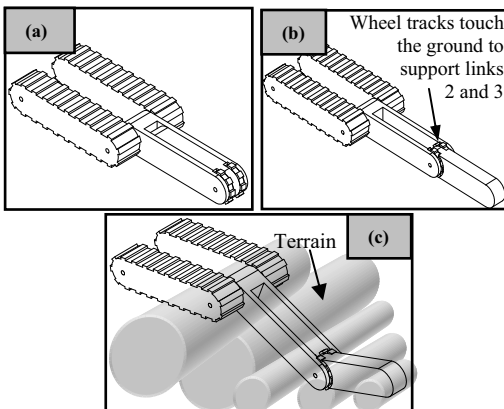 (a)
(b)
Wheel tracks touch
the ground to
support links
2 and 3
(c)
Terrain